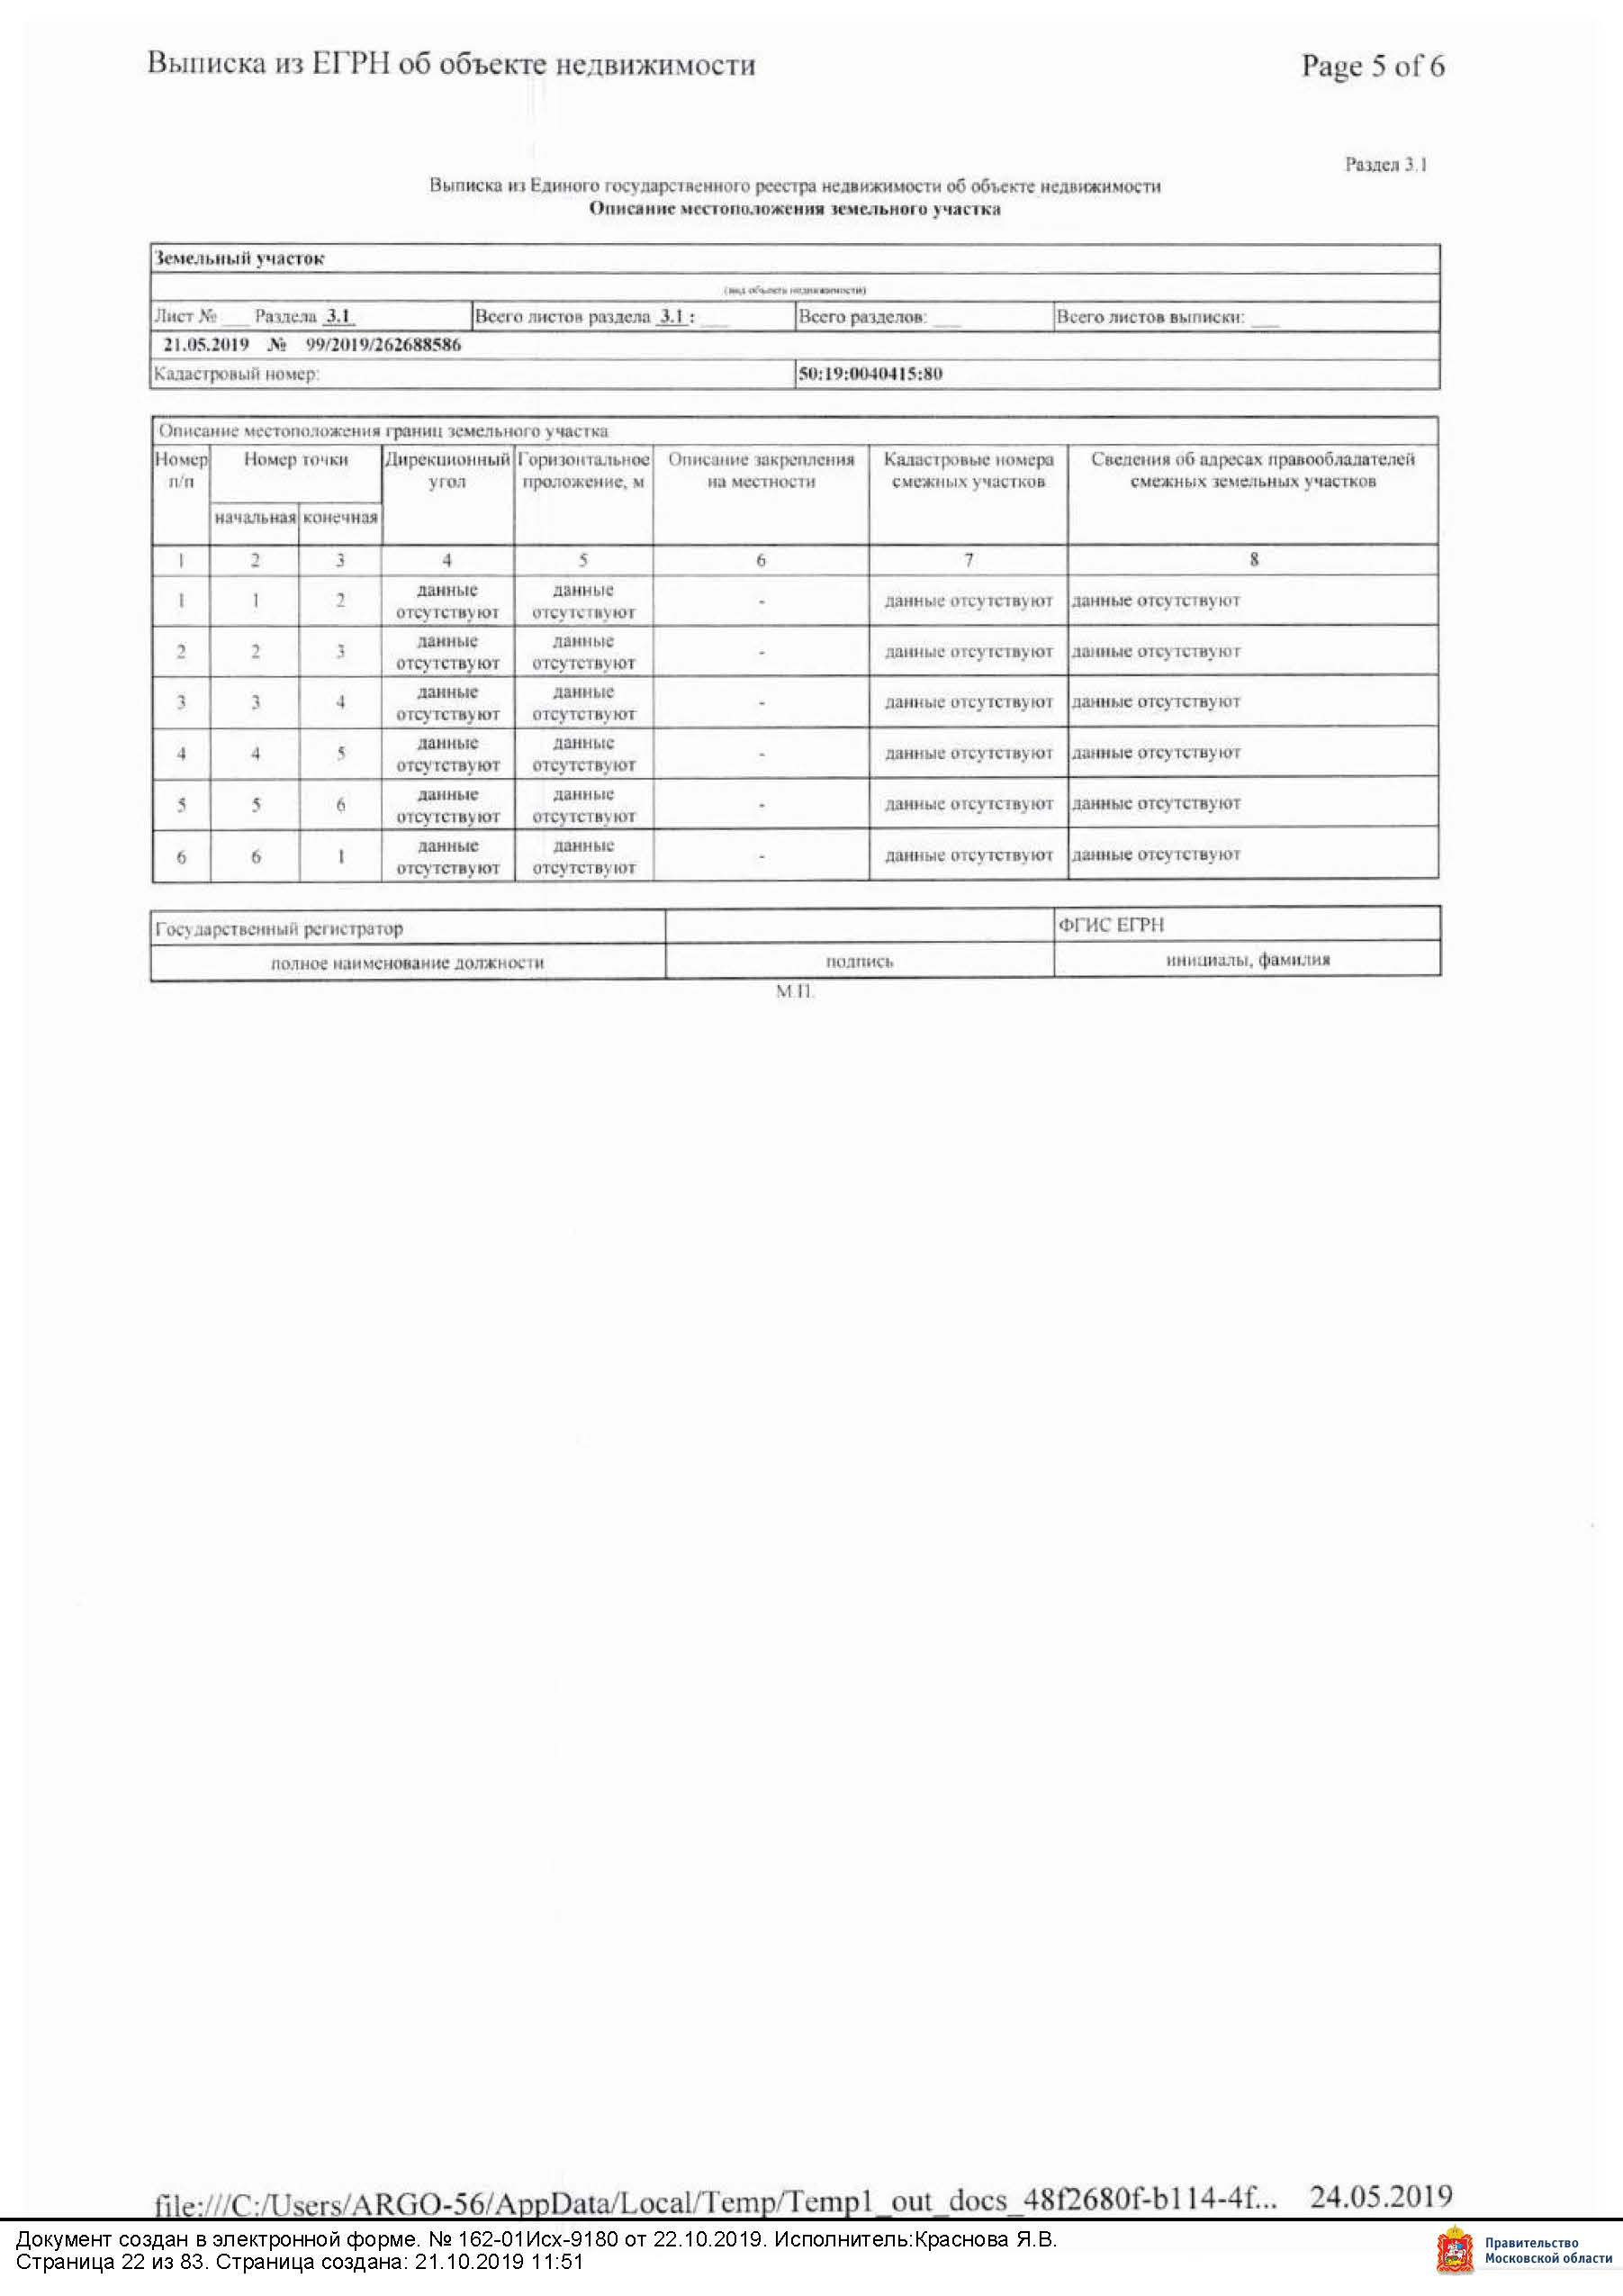 Выписка из ЕГРН об объекте недвижимости Page 5 of 6
Раздел 3.1
Выписка из Единого государственного реестра недвижимости об объекте недвижимости
Описание местоположения земельного участка
Земельный участок
(вид объекта недвижимости)
Лист № ___ Раздела 3.1 Всего листов раздела 3.1 : ___ Всего разделов: ___ Всего листов выписки: ___
21.05.2019 № 99/2019/262688586
Кадастровый номер: 50:19:0040415:80
Описание местоположения границ земельного участка
Номер п/п Номер точки Дирекционный угол Горизонтальное проложение, м Описание закрепления на местности Кадастровые номера смежных участков Сведения об адресах правообладателей смежных земельных участков
начальная конечная
1 2 3 4 5 6 7 8
1 1 2 данные отсутствуют данные отсутствуют - данные отсутствуют данные отсутствуют
2 2 3 данные отсутствуют данные отсутствуют - данные отсутствуют данные отсутствуют
3 3 4 данные отсутствуют данные отсутствуют - данные отсутствуют данные отсутствуют
4 4 5 данные отсутствуют данные отсутствуют - данные отсутствуют данные отсутствуют
5 5 6 данные отсутствуют данные отсутствуют - данные отсутствуют данные отсутствуют
6 6 1 данные отсутствуют данные отсутствуют - данные отсутствуют данные отсутствуют
Государственный регистратор ФГИС ЕГРН
полное наименование должности подпись инициалы, фамилия
М.П.
file:///C:/Users/ARGO-56/AppData/Local/Temp/Temp1_out_docs_48f2680f-b114-4f... 24.05.2019
Документ создан в электронной форме. № 162-01Исх-9180 от 22.10.2019. Исполнитель:Краснова Я.В.
Страница 22 из 83. Страница создана: 21.10.2019 11:51
Правительство
Московской области